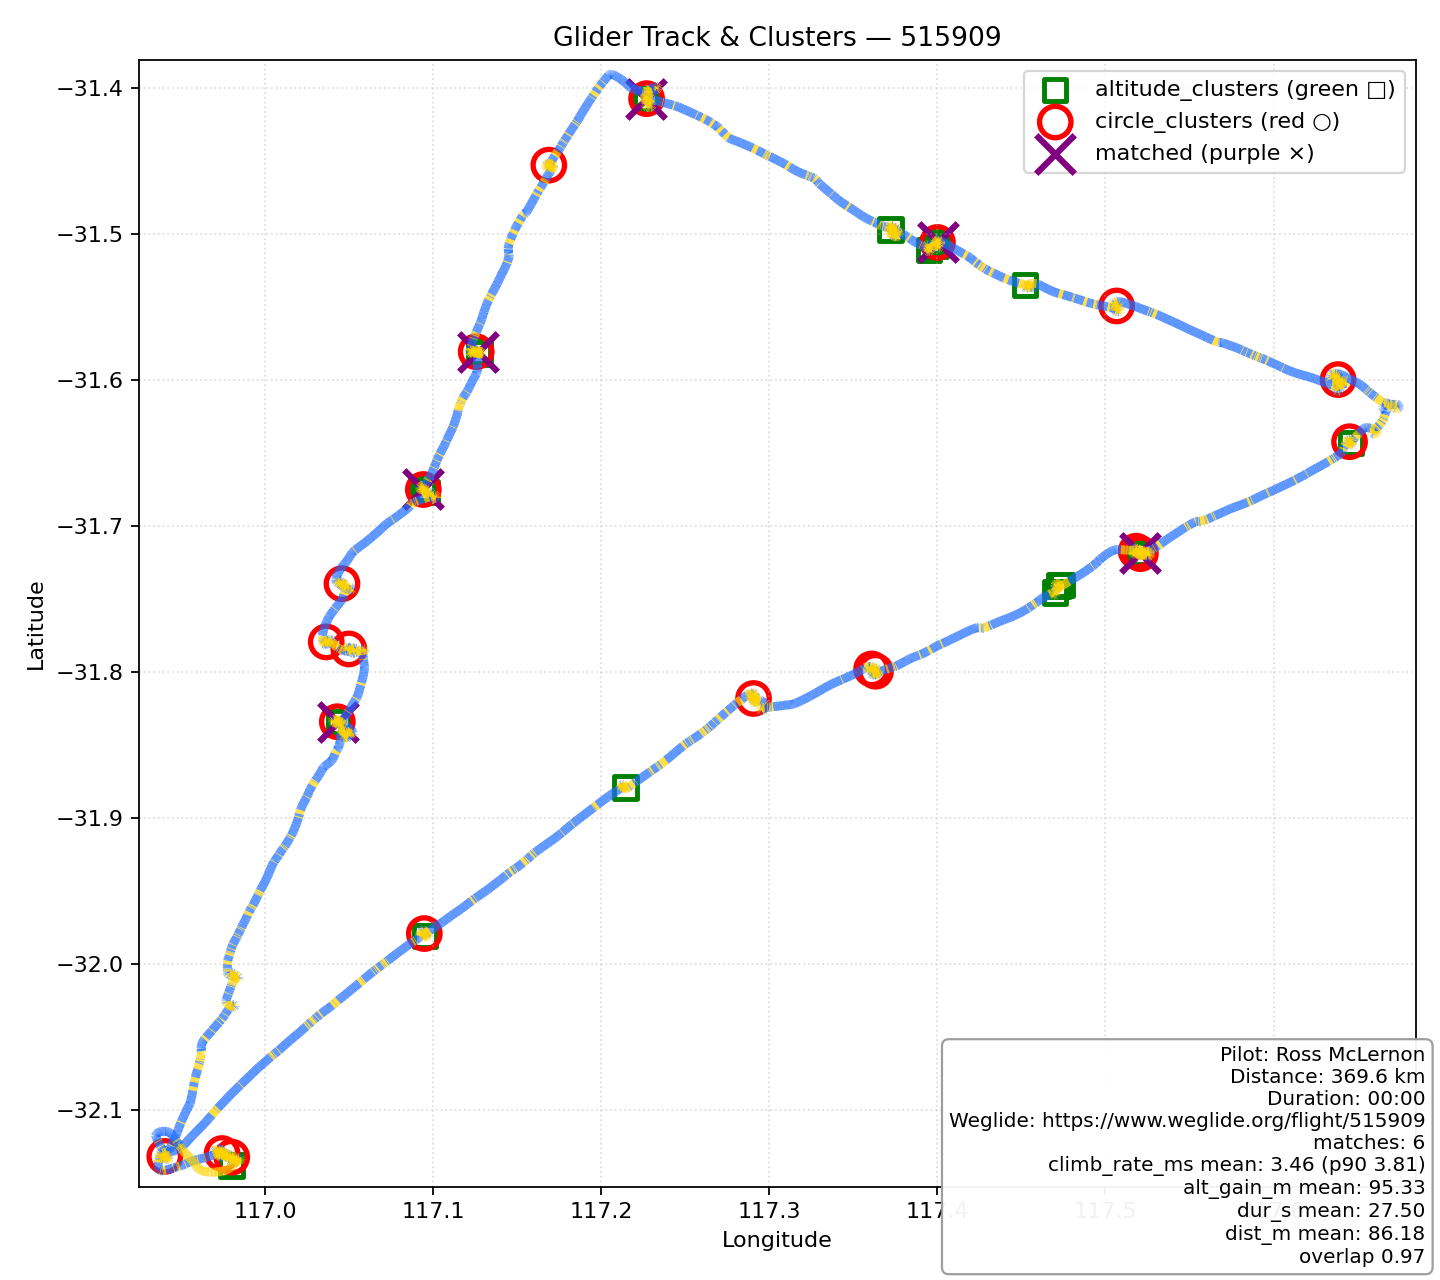 Glider Track & Clusters — 515909
altitude_clusters (green □)
circle_clusters (red ○)
matched (purple ×)
−31.4
−31.5
−31.6
−31.7
−31.8
−31.9
−32.0
−32.1
Latitude
117.0
117.1
117.2
117.3
117.4
117.5
Longitude
Pilot: Ross McLernon
Distance: 369.6 km
Duration: 00:00
Weglide: https://www.weglide.org/flight/515909
matches: 6
climb_rate_ms mean: 3.46 (p90 3.81)
alt_gain_m mean: 95.33
dur_s mean: 27.50
dist_m mean: 86.18
overlap 0.97